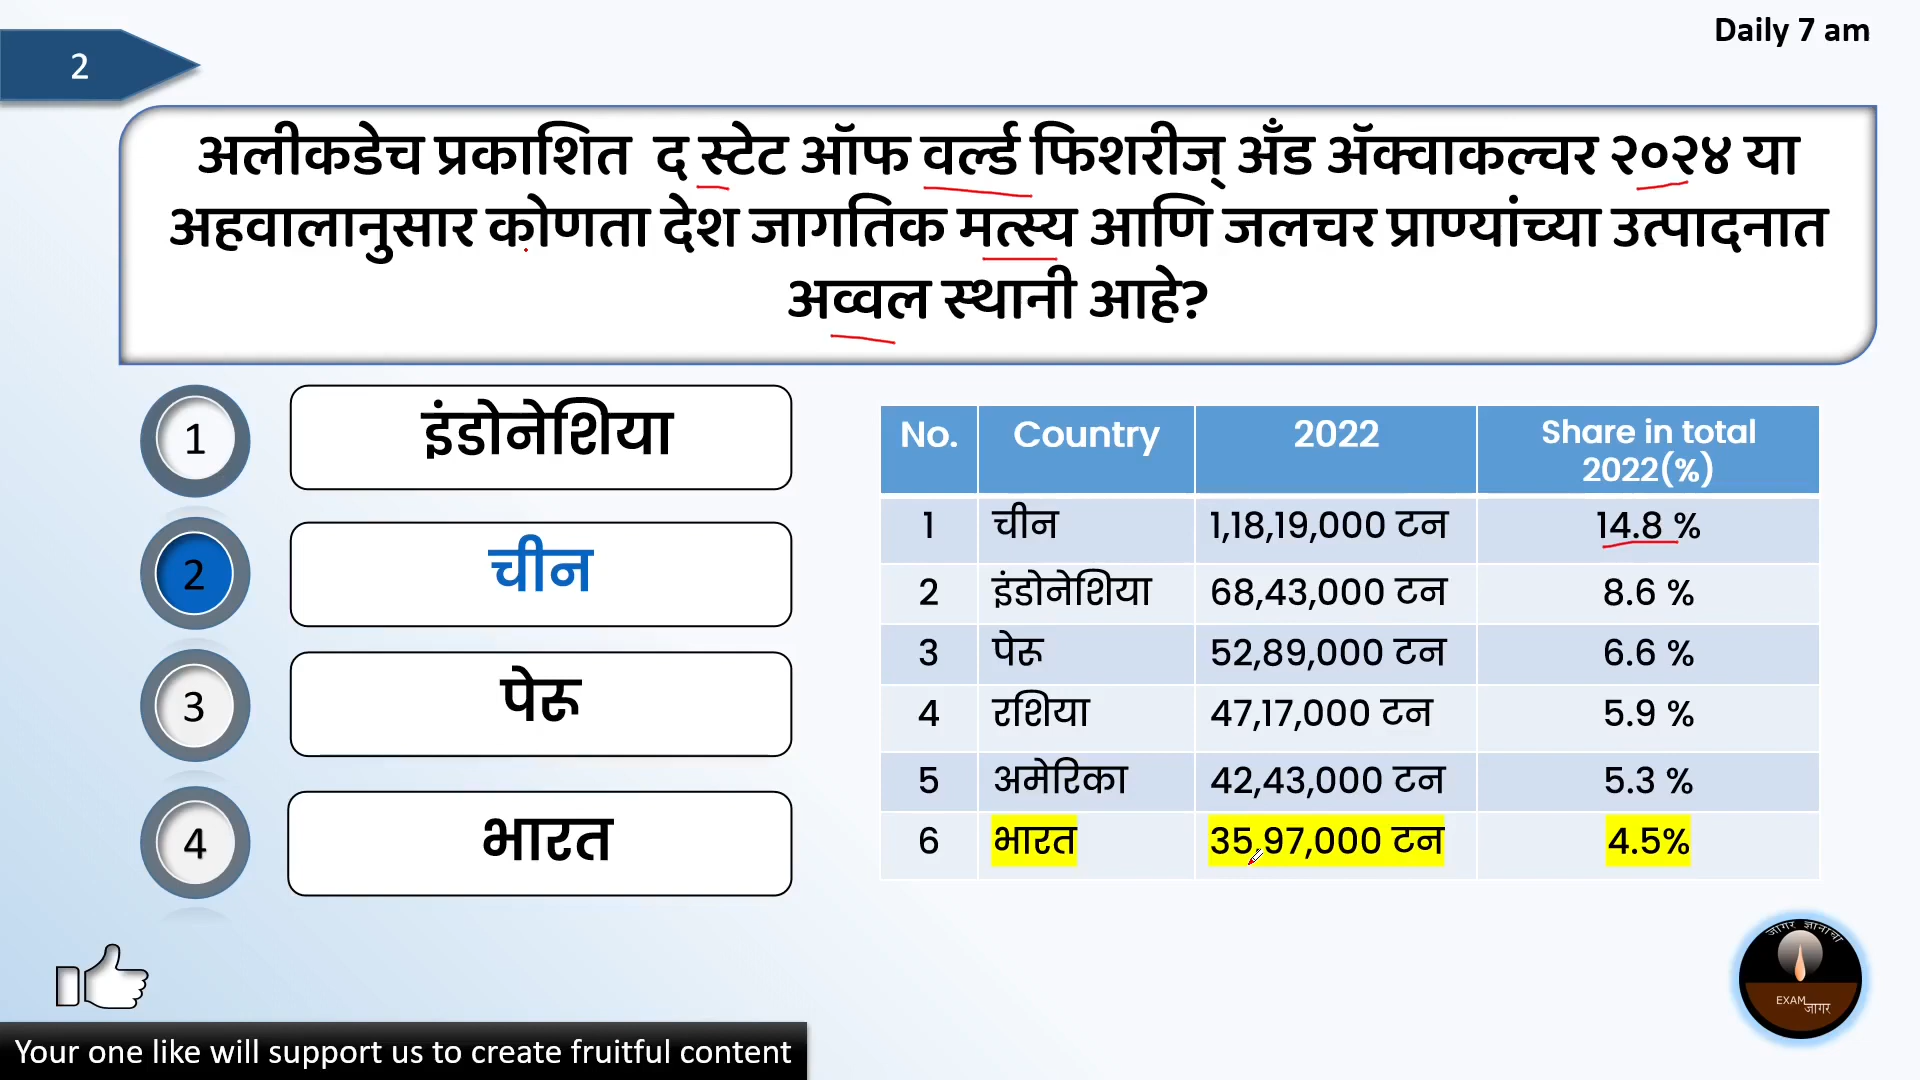 Daily 7 am
2
अलीकडेच प्रकाशित द स्टेट ऑफ वर्ल्ड फिशरीज् अँड ॲक्वाकल्चर २०२४ या
अहवालानुसार कोणता देश जागतिक मत्स्य आणि जलचर प्राण्यांच्या उत्पादनात
अव्वल स्थानी आहे?
1 इंडोनेशिया
2 चीन
3 पेरू
4 भारत
No. Country 2022 Share in total
2022(%)
1 चीन 1,18,19,000 टन 14.8 %
2 इंडोनेशिया 68,43,000 टन 8.6 %
3 पेरू 52,89,000 टन 6.6 %
4 रशिया 47,17,000 टन 5.9 %
5 अमेरिका 42,43,000 टन 5.3 %
6 भारत 35,97,000 टन 4.5%
जागर ज्ञानाचा
EXAM जागर
Your one like will support us to create fruitful content